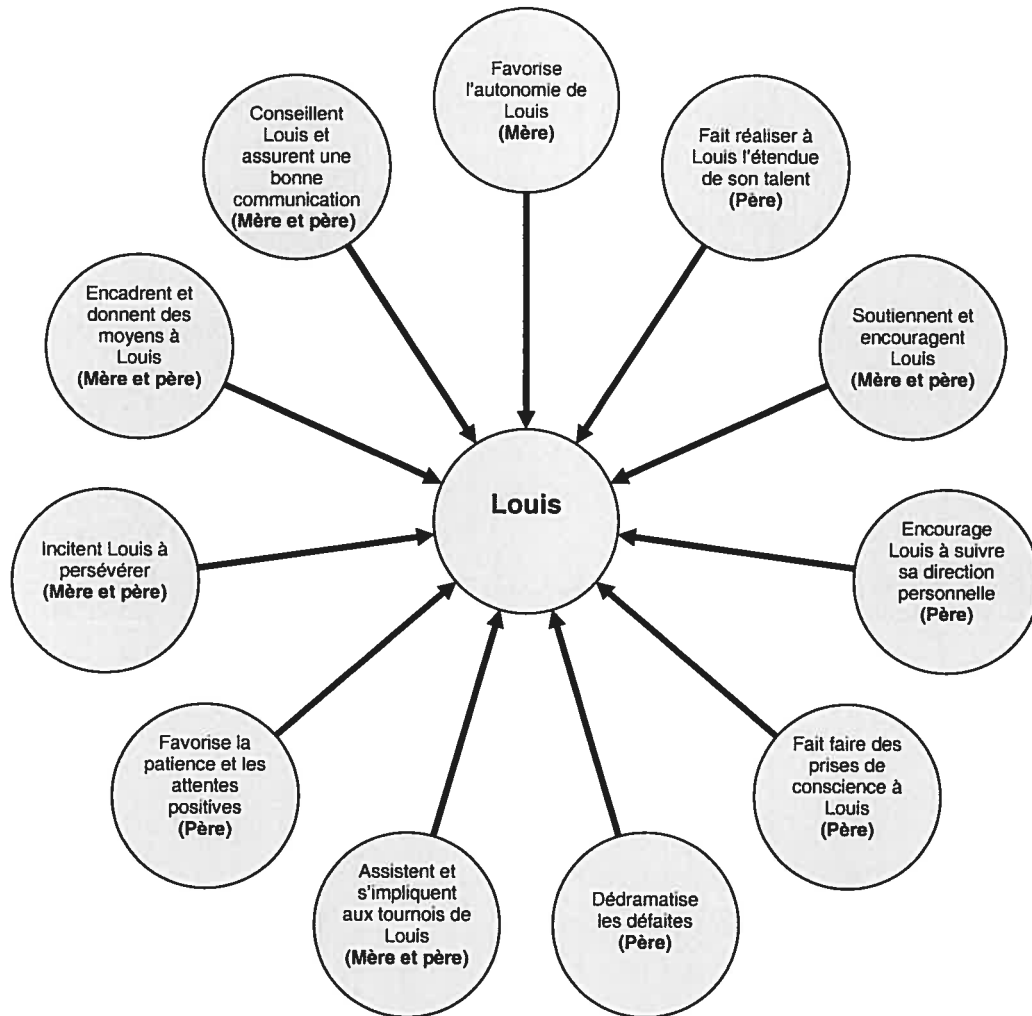 Favorise
l'autonomie de
Louis
(Mère)
Fait réaliser à
Louis l'étendue
de son talent
(Père)
Soutiennent et
encouragent
Louis
(Mère et père)
Encourage
Louis à suivre
sa direction
personnelle
(Père)
Fait faire des
prises de
conscience à
Louis
(Père)
Dédramatise
les défaites
(Père)
Assistent et
s'impliquent
aux tournois de
Louis
(Mère et père)
Favorise la
patience et les
attentes
positives
(Père)
Incitent Louis à
persévérer
(Mère et père)
Encadrent et
donnent des
moyens à
Louis
(Mère et père)
Conseillent
Louis et
assurent une
bonne
communication
(Mère et père)
Louis